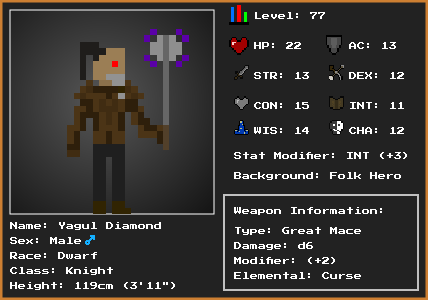 Level: 77
HP: 22 AC: 13
STR: 13 DEX: 12
CON: 15 INT: 11
WIS: 14 CHA: 12
Stat Modifier: INT (+3)
Background: Folk Hero
Name: Yagul Diamond
Sex: Male
Race: Dwarf
Class: Knight
Height: 119cm (3'11")
Weapon Information:
Type: Great Mace
Damage: d6
Modifier: (+2)
Elemental: Curse